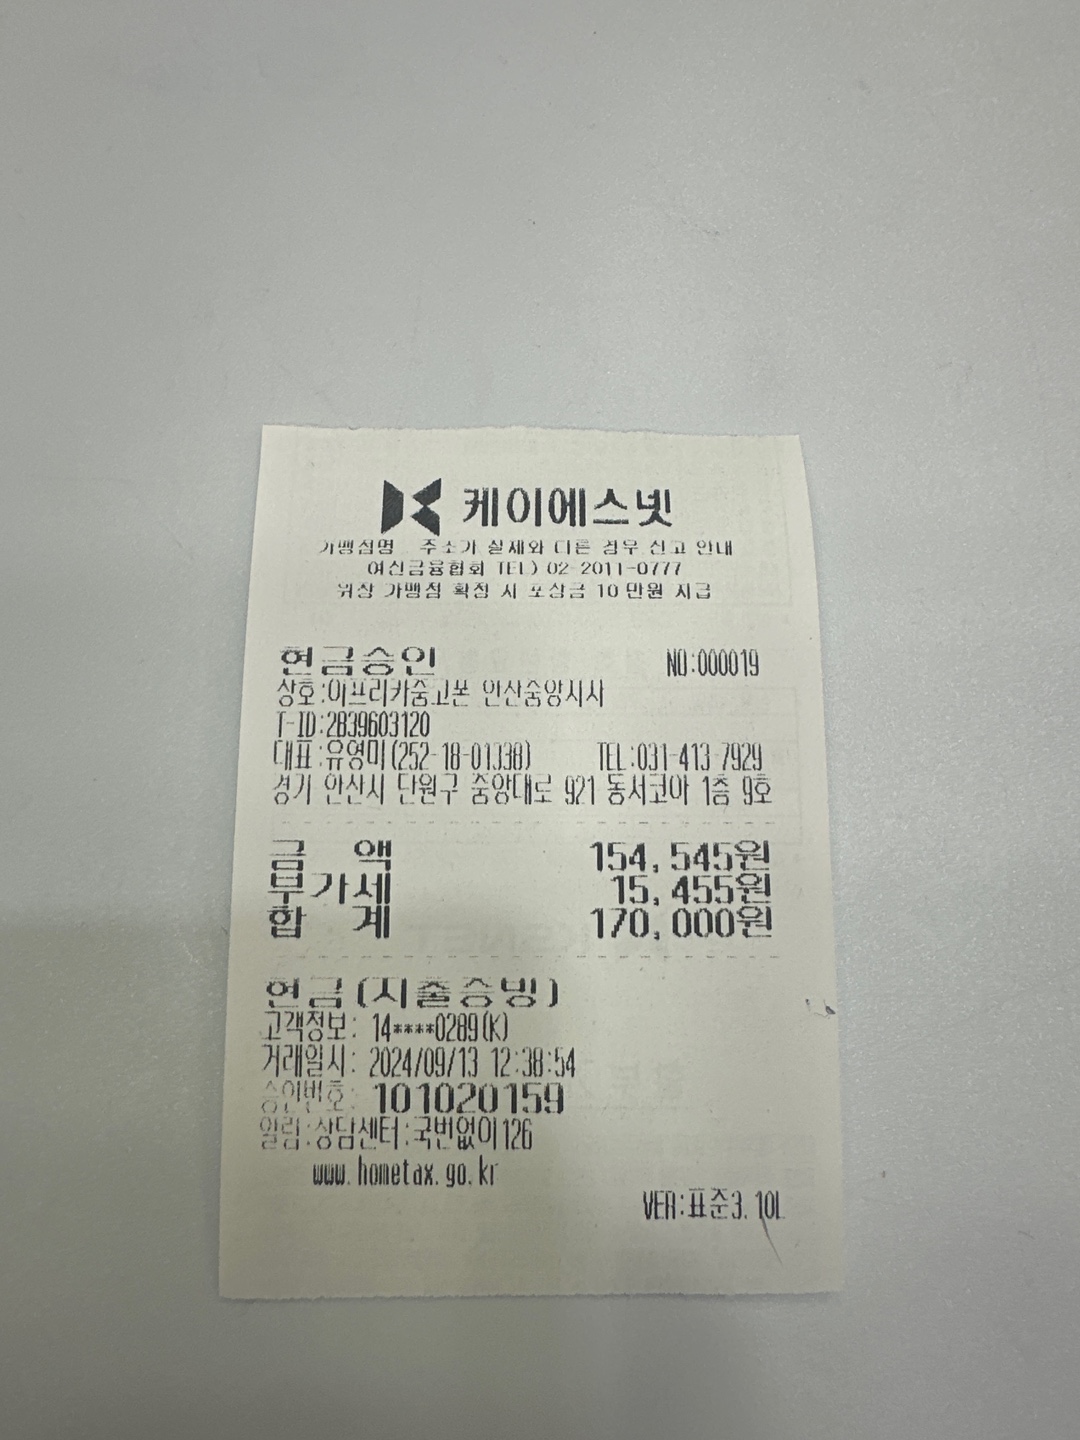 케이에스넷
가맹점명 주소가 실제와 다른 경우 신고 안내
여신금융협회 TEL) 02-2011-0777
위장 가맹점 확정 시 포상금 10 만원 지급
현금승인 NO:000019
상호:아프리카중고폰 안산중앙시사
T-ID:2B39603120
대표:유영미(252-18-01338) TEL:031-413-7929
경기 안산시 단원구 중앙대로 921 동서코아 1층 9호
금 액 154,545원
부가세 15,455원
합 계 170,000원
현금(지출증빙)
고객정보: 14****0289(K)
거래일시: 2024/09/13 12:38:54
승인번호: 101020159
알림:상담센터:국번없이126
www.hometax.go.kr
VER:표준3.10L